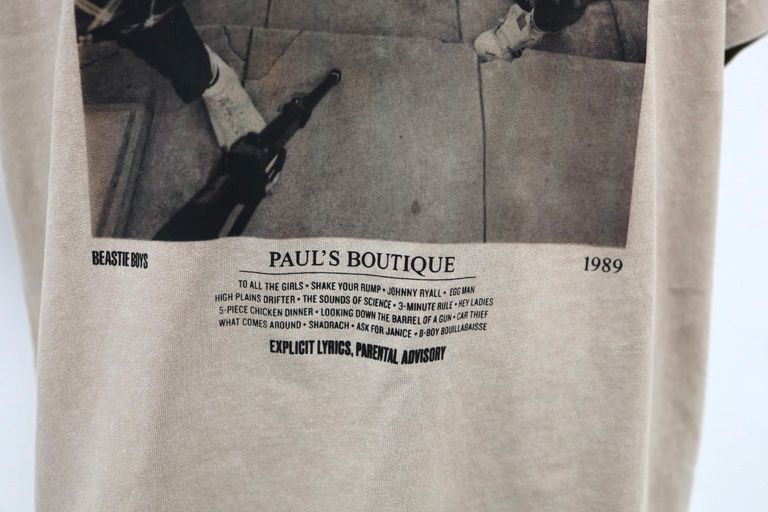 BEASTIE BOYS
PAUL'S BOUTIQUE
1989
TO ALL THE GIRLS • SHAKE YOUR RUMP • JOHNNY RYALL • EGG MAN
HIGH PLAINS DRIFTER • THE SOUNDS OF SCIENCE • 3-MINUTE RULE • HEY LADIES
5-PIECE CHICKEN DINNER • LOOKING DOWN THE BARREL OF A GUN • CAR THIEF
WHAT COMES AROUND • SHADRACH • ASK FOR JANICE • B-BOY BOUILLABAISSE
EXPLICIT LYRICS, PARENTAL ADVISORY